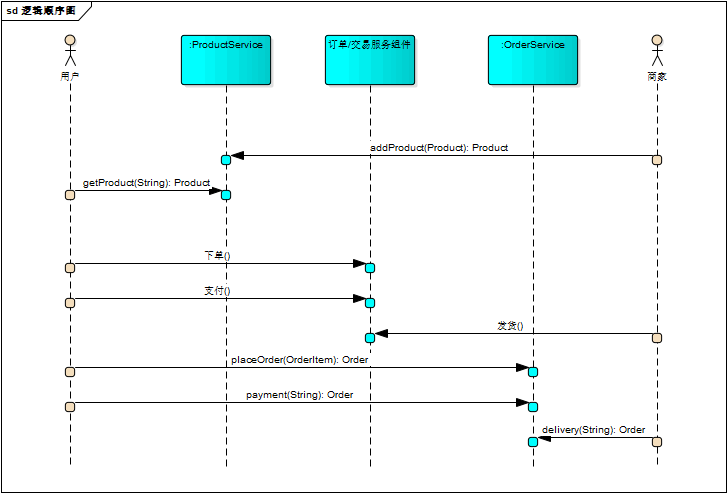 sd 逻辑顺序图
:ProductService
订单/交易服务组件
:OrderService
用户
商家
addProduct(Product): Product
getProduct(String): Product
下单()
支付()
发货()
placeOrder(OrderItem): Order
payment(String): Order
delivery(String): Order